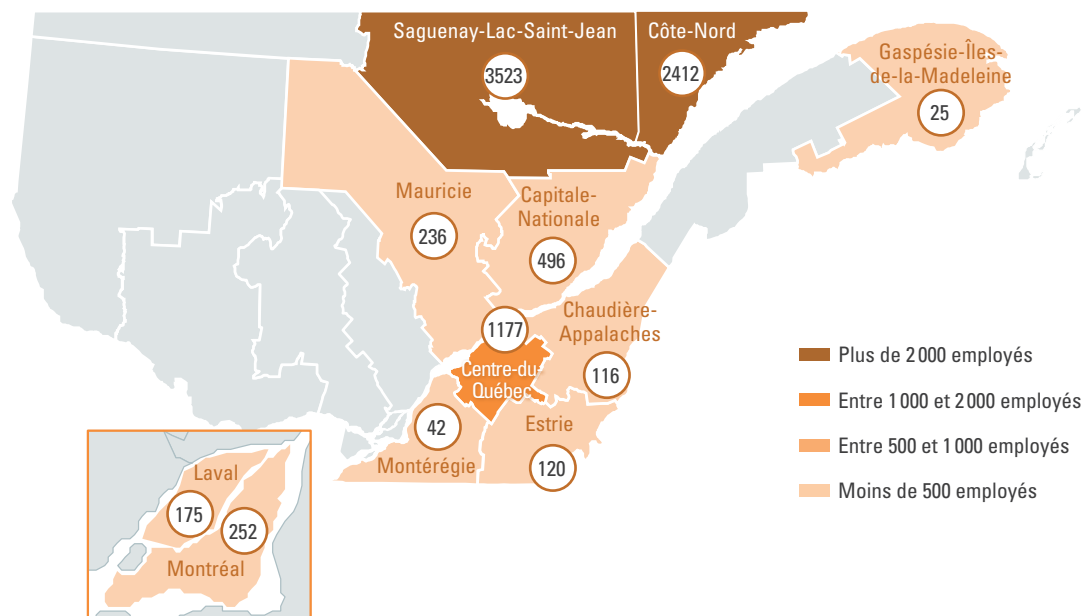 Saguenay-Lac-Saint-Jean
3523
Côte-Nord
2412
Gaspésie-Îles-
de-la-Madeleine
25
Mauricie
236
Capitale-
Nationale
496
1177
Centre-du-
Québec
Chaudière-
Appalaches
116
42
Montérégie
Estrie
120
Laval
175
252
Montréal
Plus de 2 000 employés
Entre 1 000 et 2 000 employés
Entre 500 et 1 000 employés
Moins de 500 employés